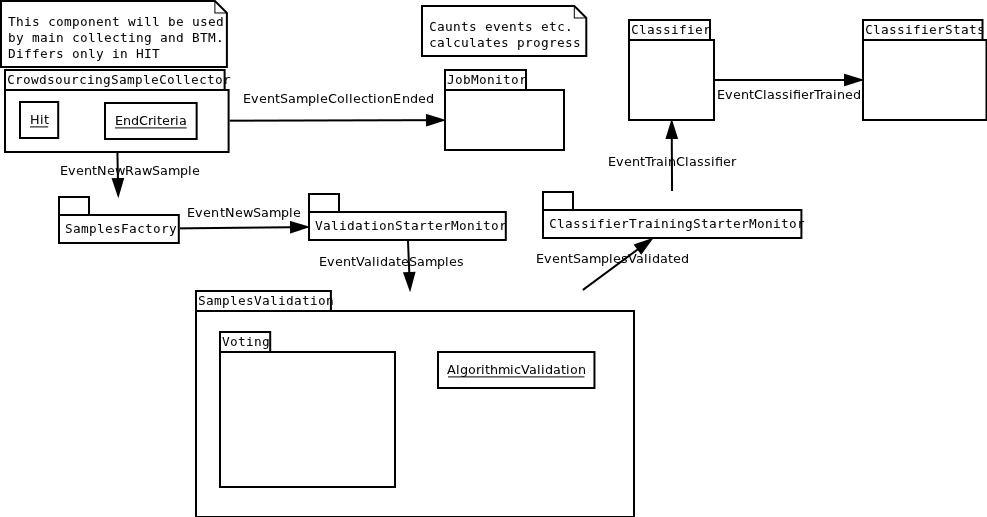 This component will be used
by main collecting and BTM.
Differs only in HIT
Caunts events etc.
calculates progress
Classifier
ClassifierStats
CrowdsourcingSampleCollector
JobMonitor
Hit
EndCriteria
EventSampleCollectionEnded
EventClassifierTrained
EventNewRawSample
EventTrainClassifier
SamplesFactory
EventNewSample
ValidationStarterMonitor
ClassifierTrainingStarterMonitor
EventValidateSamples
EventSamplesValidated
SamplesValidation
Voting
AlgorithmicValidation